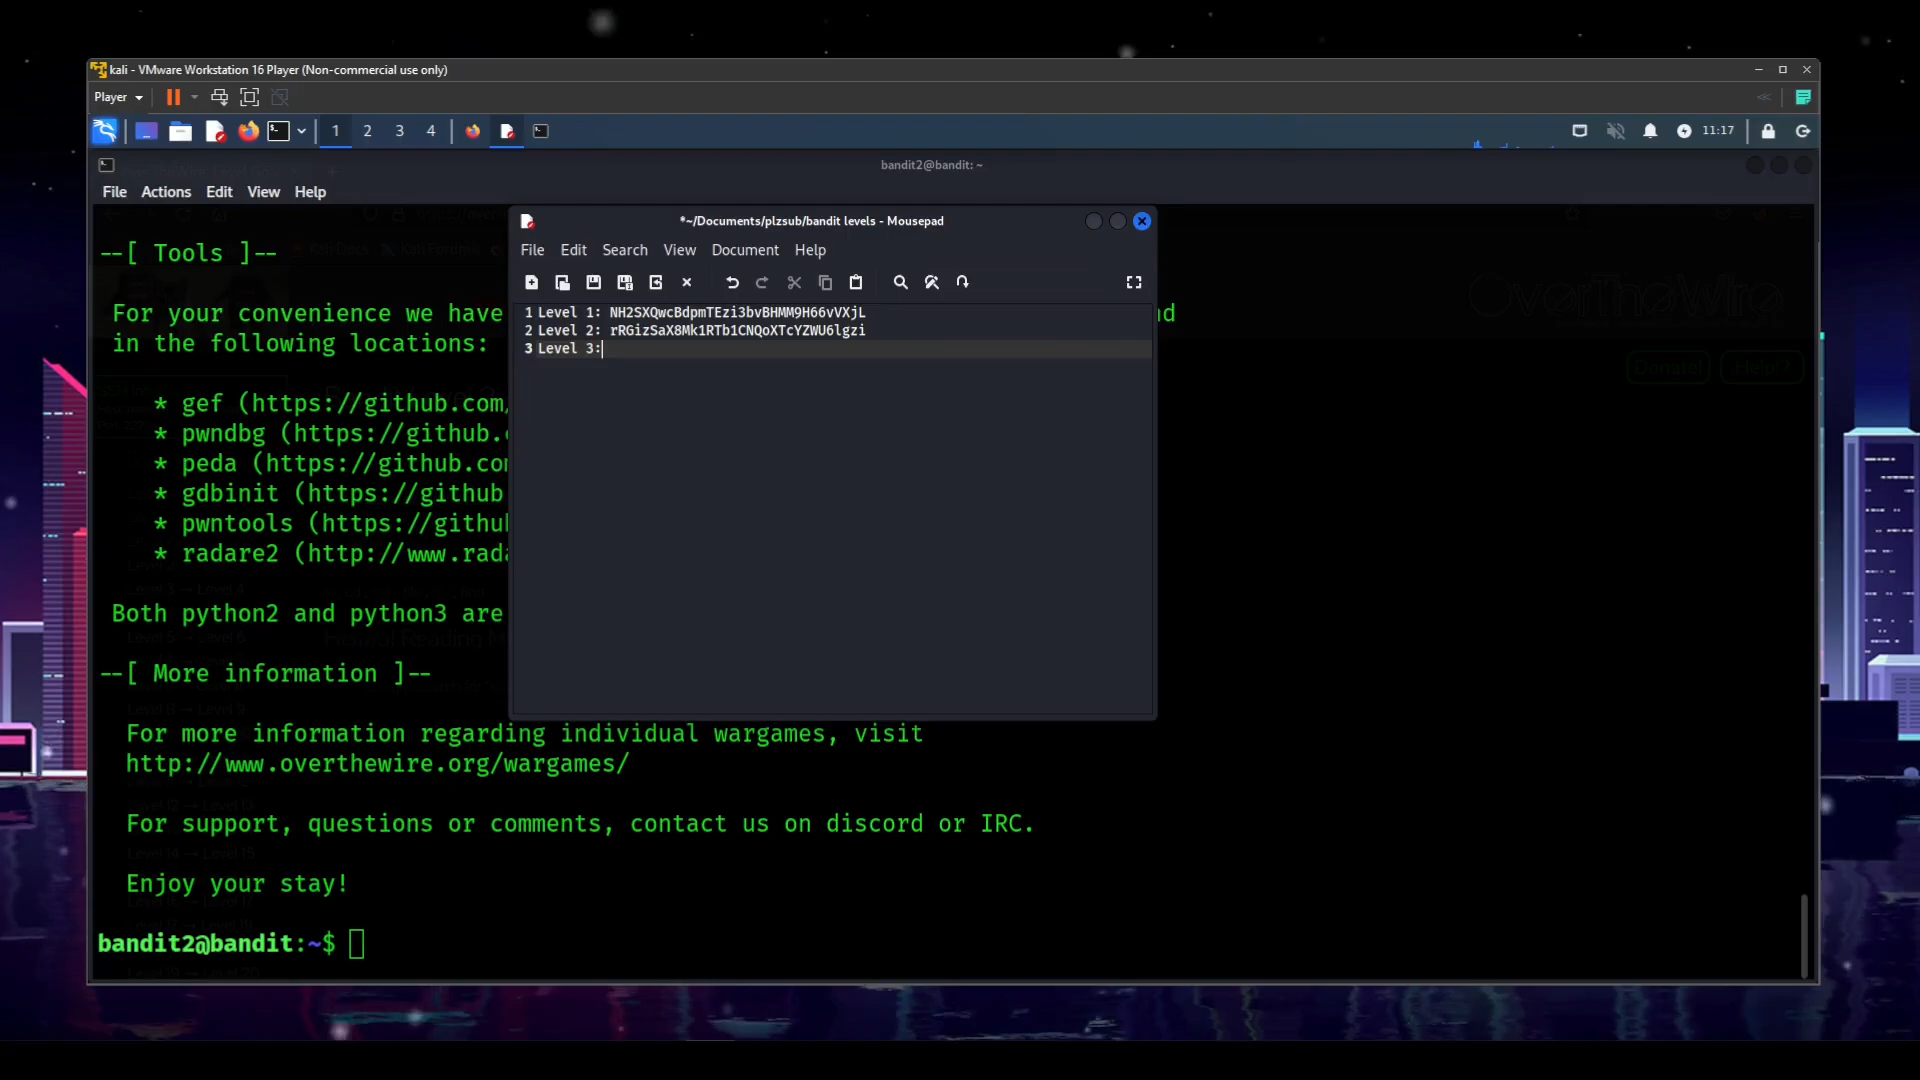 kali - VMware Workstation 16 Player (Non-commercial use only)
Player
1 2 3 4
11:17
bandit2@bandit: ~
File Actions Edit View Help
--[ Tools ]--
For your convenience we have
in the following locations:
* gef (https://github.com/
* pwndbg (https://github.
* peda (https://github.co
* gdbinit (https://github
* pwntools (https://githu
* radare2 (http://www.rada
Both python2 and python3 are
--[ More information ]--
For more information regarding individual wargames, visit
http://www.overthewire.org/wargames/
For support, questions or comments, contact us on discord or IRC.
Enjoy your stay!
bandit2@bandit:~$
*~/Documents/plzsub/bandit levels - Mousepad
File Edit Search View Document Help
1 Level 1: NH2SXQwcBdpmTEzi3bvBHMM9H66vVXjL
2 Level 2: rRGizSaX8Mk1RTb1CNQoXTcYZWU6lgzi
3 Level 3:
OverTheWire
Donate! Help!?